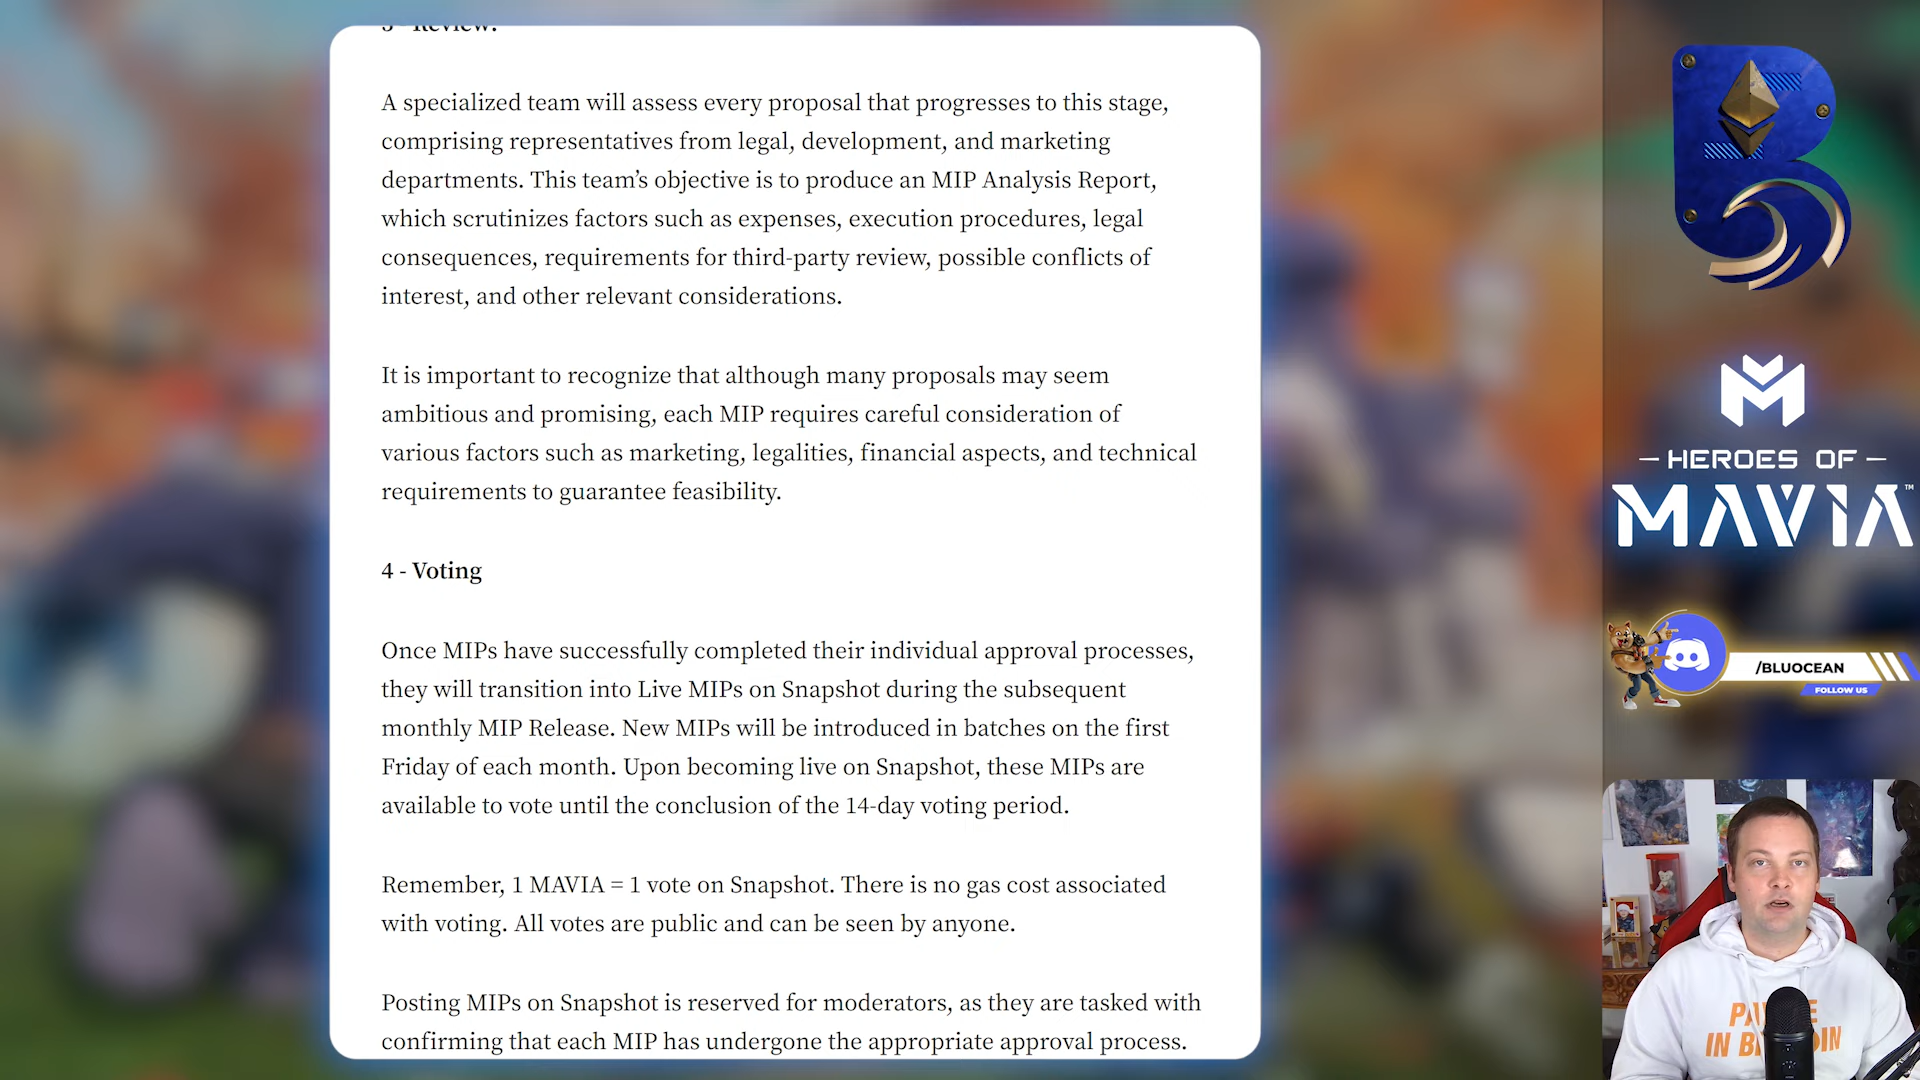 3 - Review:
A specialized team will assess every proposal that progresses to this stage,
comprising representatives from legal, development, and marketing
departments. This team’s objective is to produce an MIP Analysis Report,
which scrutinizes factors such as expenses, execution procedures, legal
consequences, requirements for third-party review, possible conflicts of
interest, and other relevant considerations.
It is important to recognize that although many proposals may seem
ambitious and promising, each MIP requires careful consideration of
various factors such as marketing, legalities, financial aspects, and technical
requirements to guarantee feasibility.
4 - Voting
Once MIPs have successfully completed their individual approval processes,
they will transition into Live MIPs on Snapshot during the subsequent
monthly MIP Release. New MIPs will be introduced in batches on the first
Friday of each month. Upon becoming live on Snapshot, these MIPs are
available to vote until the conclusion of the 14-day voting period.
Remember, 1 MAVIA = 1 vote on Snapshot. There is no gas cost associated
with voting. All votes are public and can be seen by anyone.
Posting MIPs on Snapshot is reserved for moderators, as they are tasked with
confirming that each MIP has undergone the appropriate approval process.
B
HEROES OF
MAVIA™
/BLUOCEAN
FOLLOW US
IN